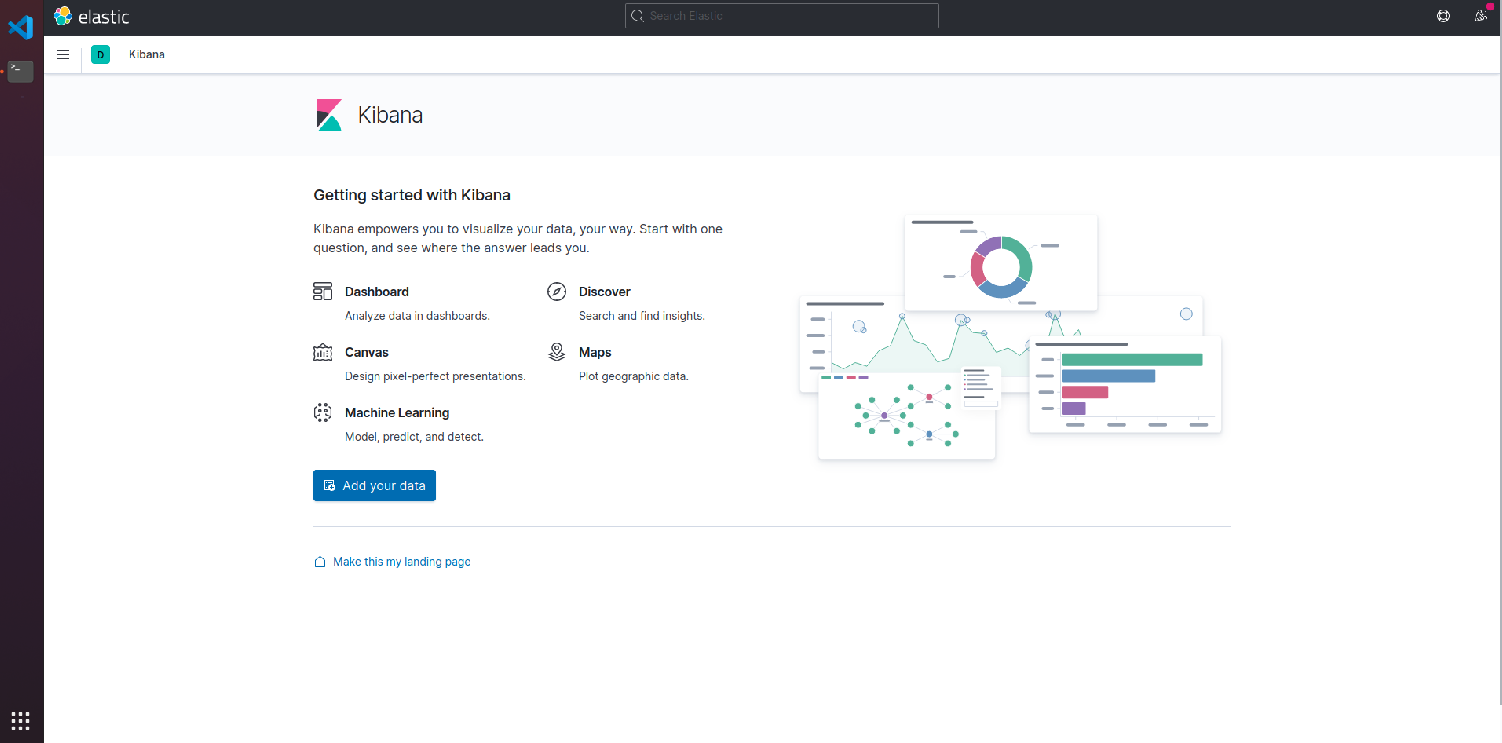 elastic
Search Elastic
D
Kibana
Kibana
Getting started with Kibana
Kibana empowers you to visualize your data, your way. Start with one
question, and see where the answer leads you.
Dashboard
Analyze data in dashboards.
Discover
Search and find insights.
Canvas
Design pixel-perfect presentations.
Maps
Plot geographic data.
Machine Learning
Model, predict, and detect.
Add your data
Make this my landing page